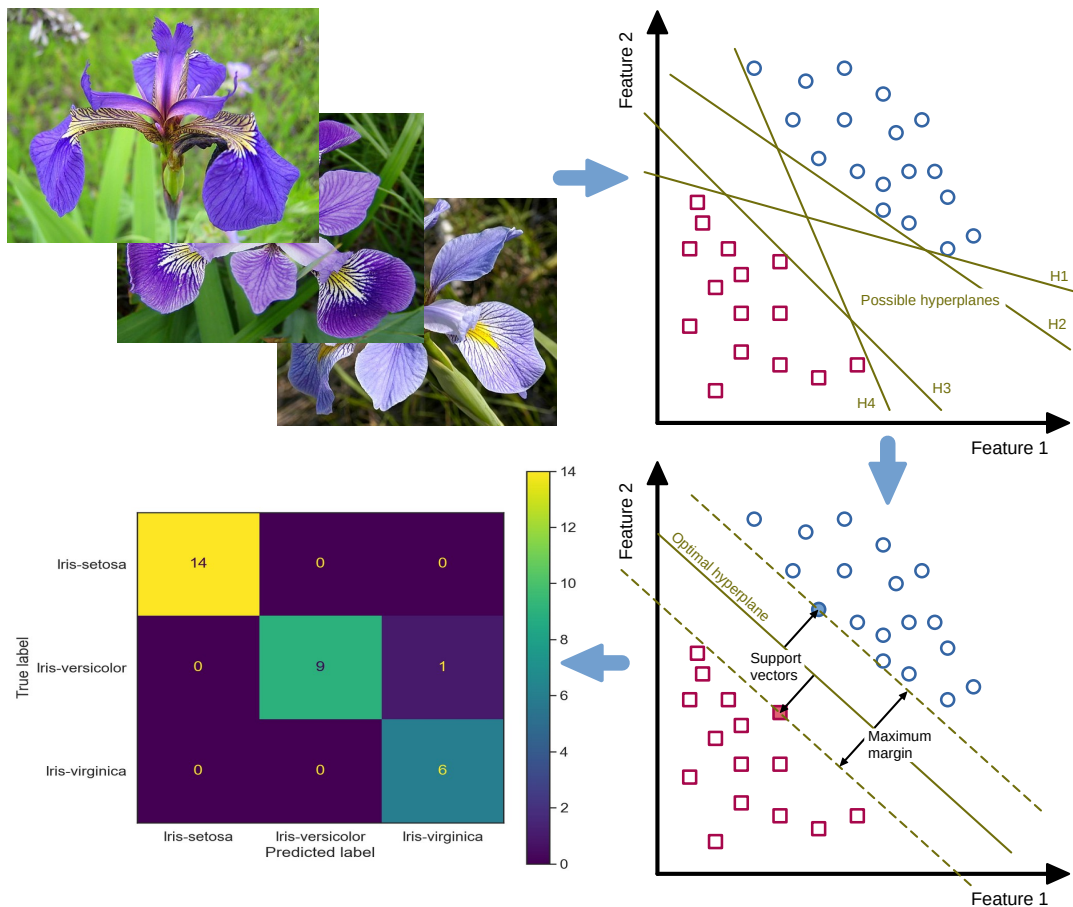 Feature 2
H1
Possible hyperplanes
H2
H3
H4
Feature 1
Feature 2
Optimal hyperplane
Support
vectors
Maximum
margin
Feature 1
14
12
10
8
6
4
2
0
True label
Iris-setosa
14 0 0
Iris-versicolor
0 9 1
Iris-virginica
0 0 6
Iris-setosa Iris-versicolor Iris-virginica
Predicted label